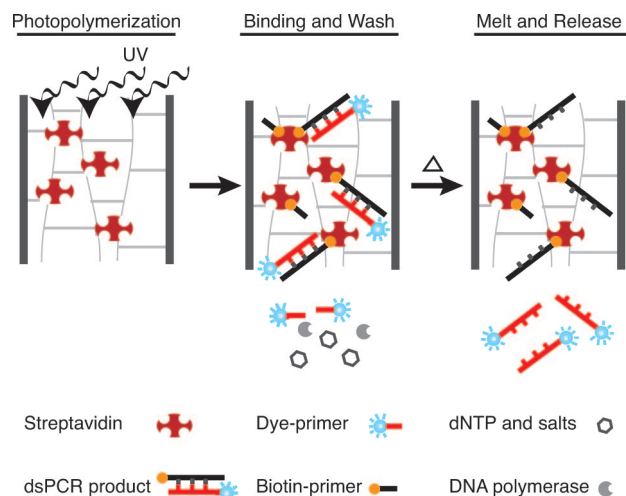 Photopolymerization
Binding and Wash
Melt and Release
UV
Δ
Streptavidin
Dye-primer
dNTP and salts
dsPCR product
Biotin-primer
DNA polymerase